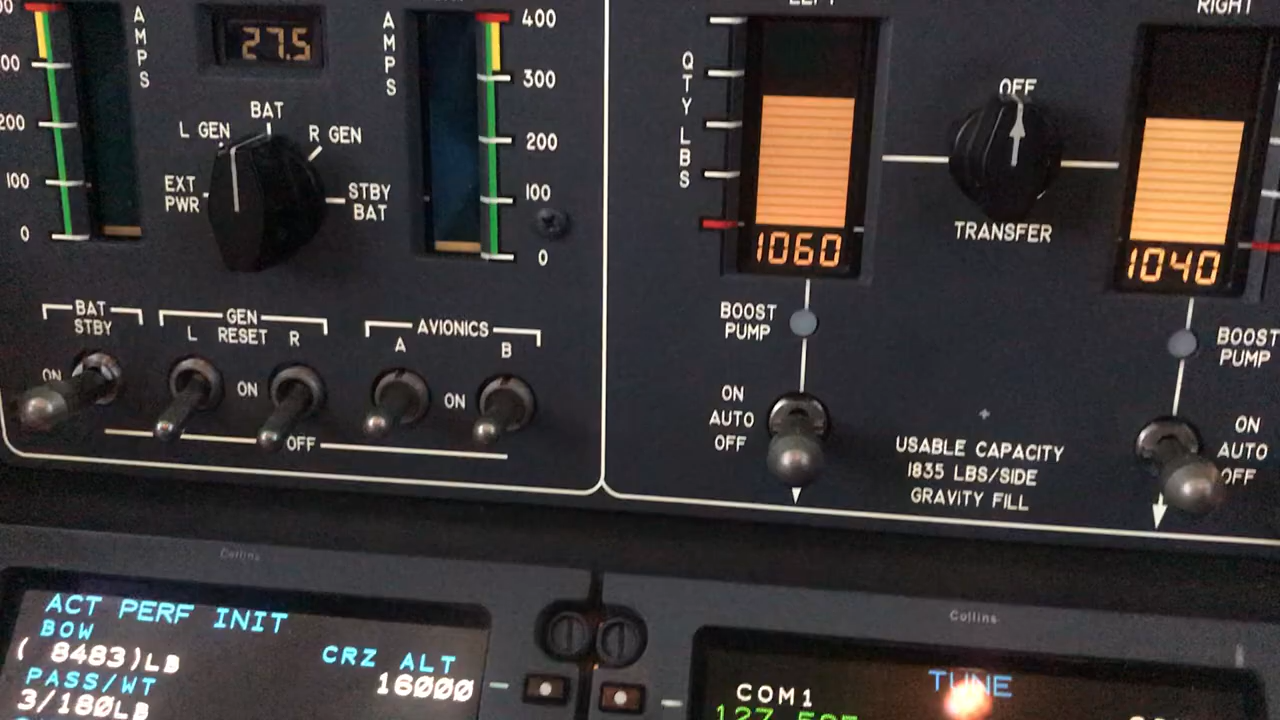 LEFT
RIGHT
AMPS
27.5
AMPS
400
300
200
100
0
200
100
0
BAT
L GEN
R GEN
EXT
PWR
STBY
BAT
QTY LBS
OFF
TRANSFER
1060
1040
BOOST
PUMP
BOOST
PUMP
BAT
STBY
ON
GEN
L RESET R
ON
AVIONICS
A
B
ON
OFF
ON
AUTO
OFF
ON
AUTO
OFF
USABLE CAPACITY
1835 LBS/SIDE
GRAVITY FILL
Collins
Collins
ACT PERF INIT
BOW
( 8483)LB
CRZ ALT
16000
PASS/WT
3/180LB
TUNE
COM1